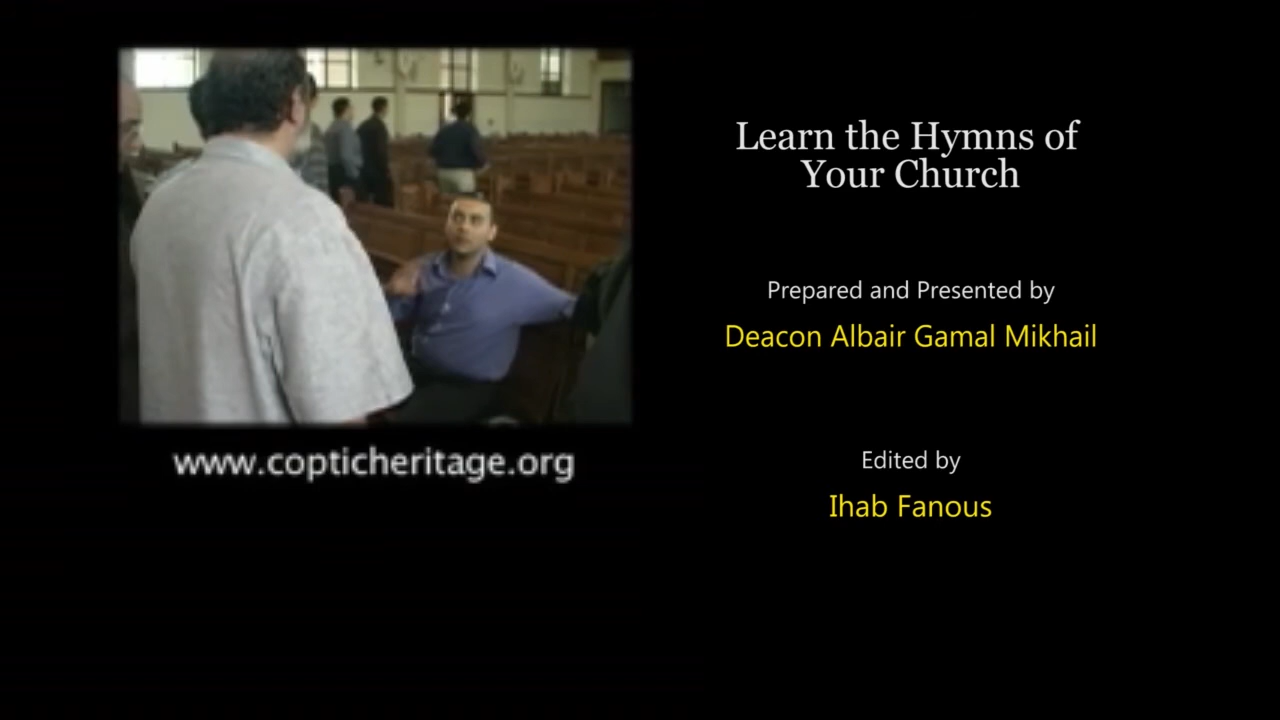 Learn the Hymns of
Your Church
Prepared and Presented by
Deacon Albair Gamal Mikhail
Edited by
Ihab Fanous
www.copticheritage.org